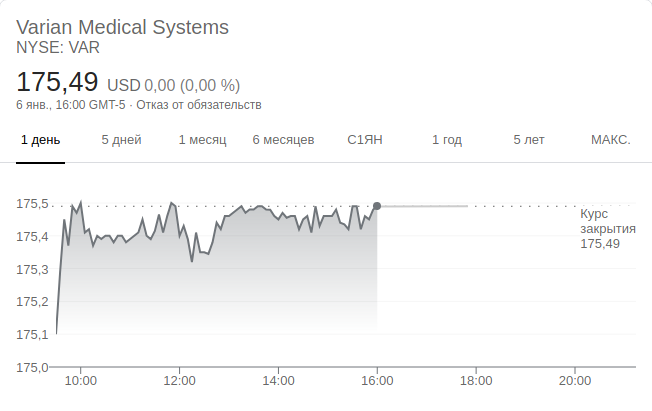 Varian Medical Systems
NYSE: VAR
175,49 USD 0,00 (0,00 %)
6 янв., 16:00 GMT-5 · Отказ от обязательств
1 день 5 дней 1 месяц 6 месяцев С1ЯН 1 год 5 лет МАКС.
175,5
175,4
175,3
175,2
175,1
175,0
Курс
закрытия
175,49
10:00 12:00 14:00 16:00 18:00 20:00